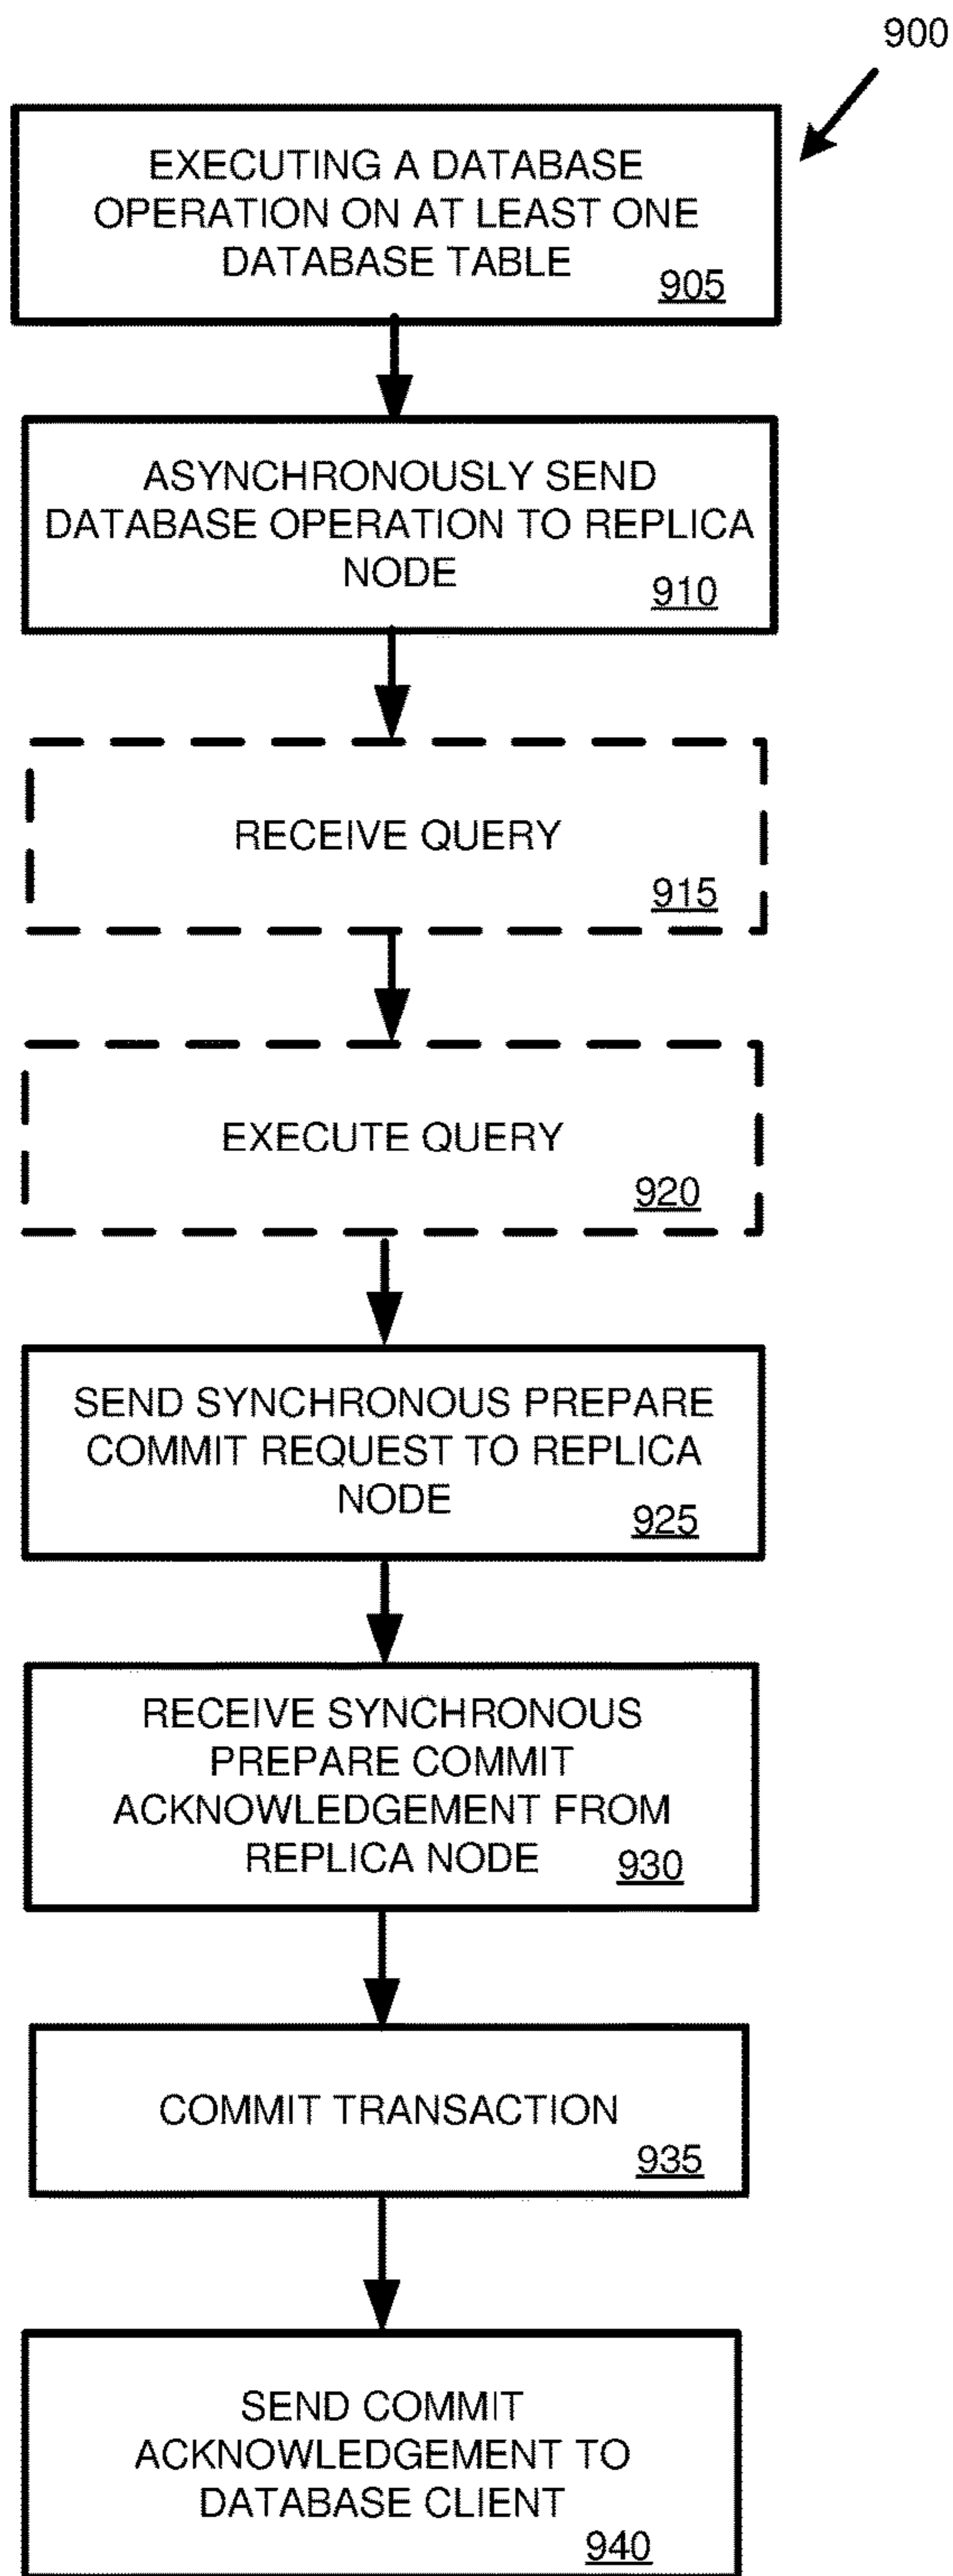 900
EXECUTING A DATABASE
OPERATION ON AT LEAST ONE
DATABASE TABLE
905
ASYNCHRONOUSLY SEND
DATABASE OPERATION TO REPLICA
NODE
910
RECEIVE QUERY
915
EXECUTE QUERY
920
SEND SYNCHRONOUS PREPARE
COMMIT REQUEST TO REPLICA
NODE
925
RECEIVE SYNCHRONOUS
PREPARE COMMIT
ACKNOWLEDGEMENT FROM
REPLICA NODE
930
COMMIT TRANSACTION
935
SEND COMMIT
ACKNOWLEDGEMENT TO
DATABASE CLIENT
940